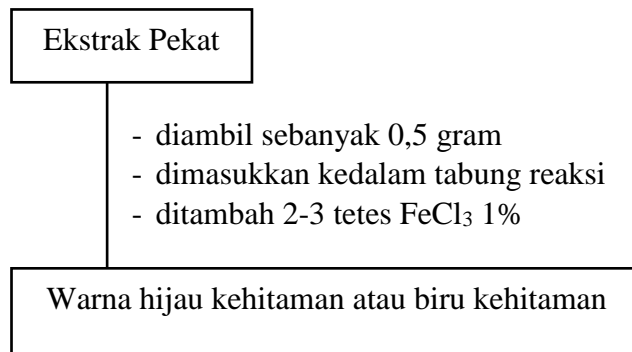 Ekstrak Pekat
- diambil sebanyak 0,5 gram
- dimasukkan kedalam tabung reaksi
- ditambah 2-3 tetes FeCl₃ 1%
Warna hijau kehitaman atau biru kehitaman